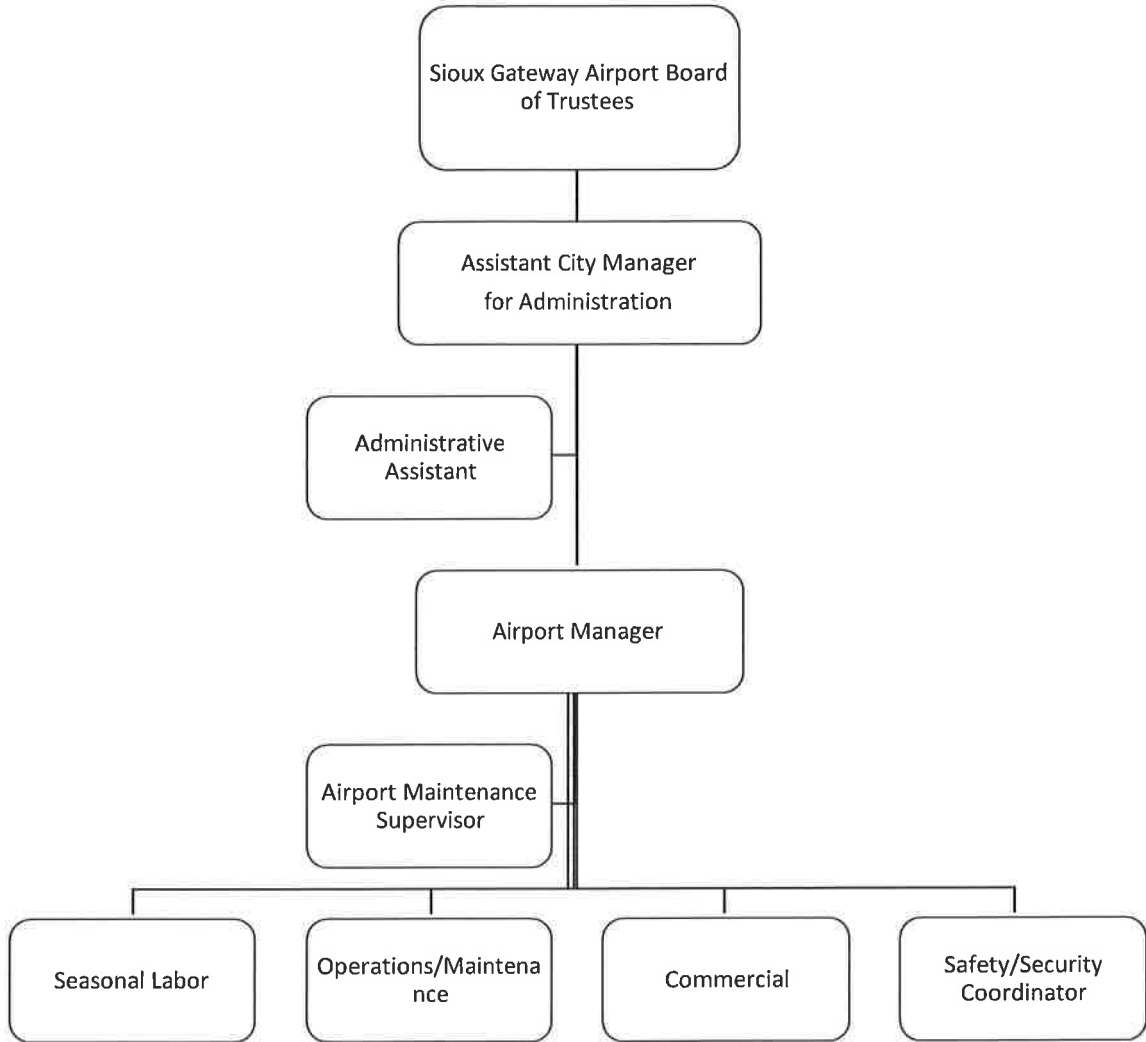 Sioux Gateway Airport Board
of Trustees
Assistant City Manager
for Administration
Administrative
Assistant
Airport Manager
Airport Maintenance
Supervisor
Seasonal Labor
Operations/Maintena
nce
Commercial
Safety/Security
Coordinator